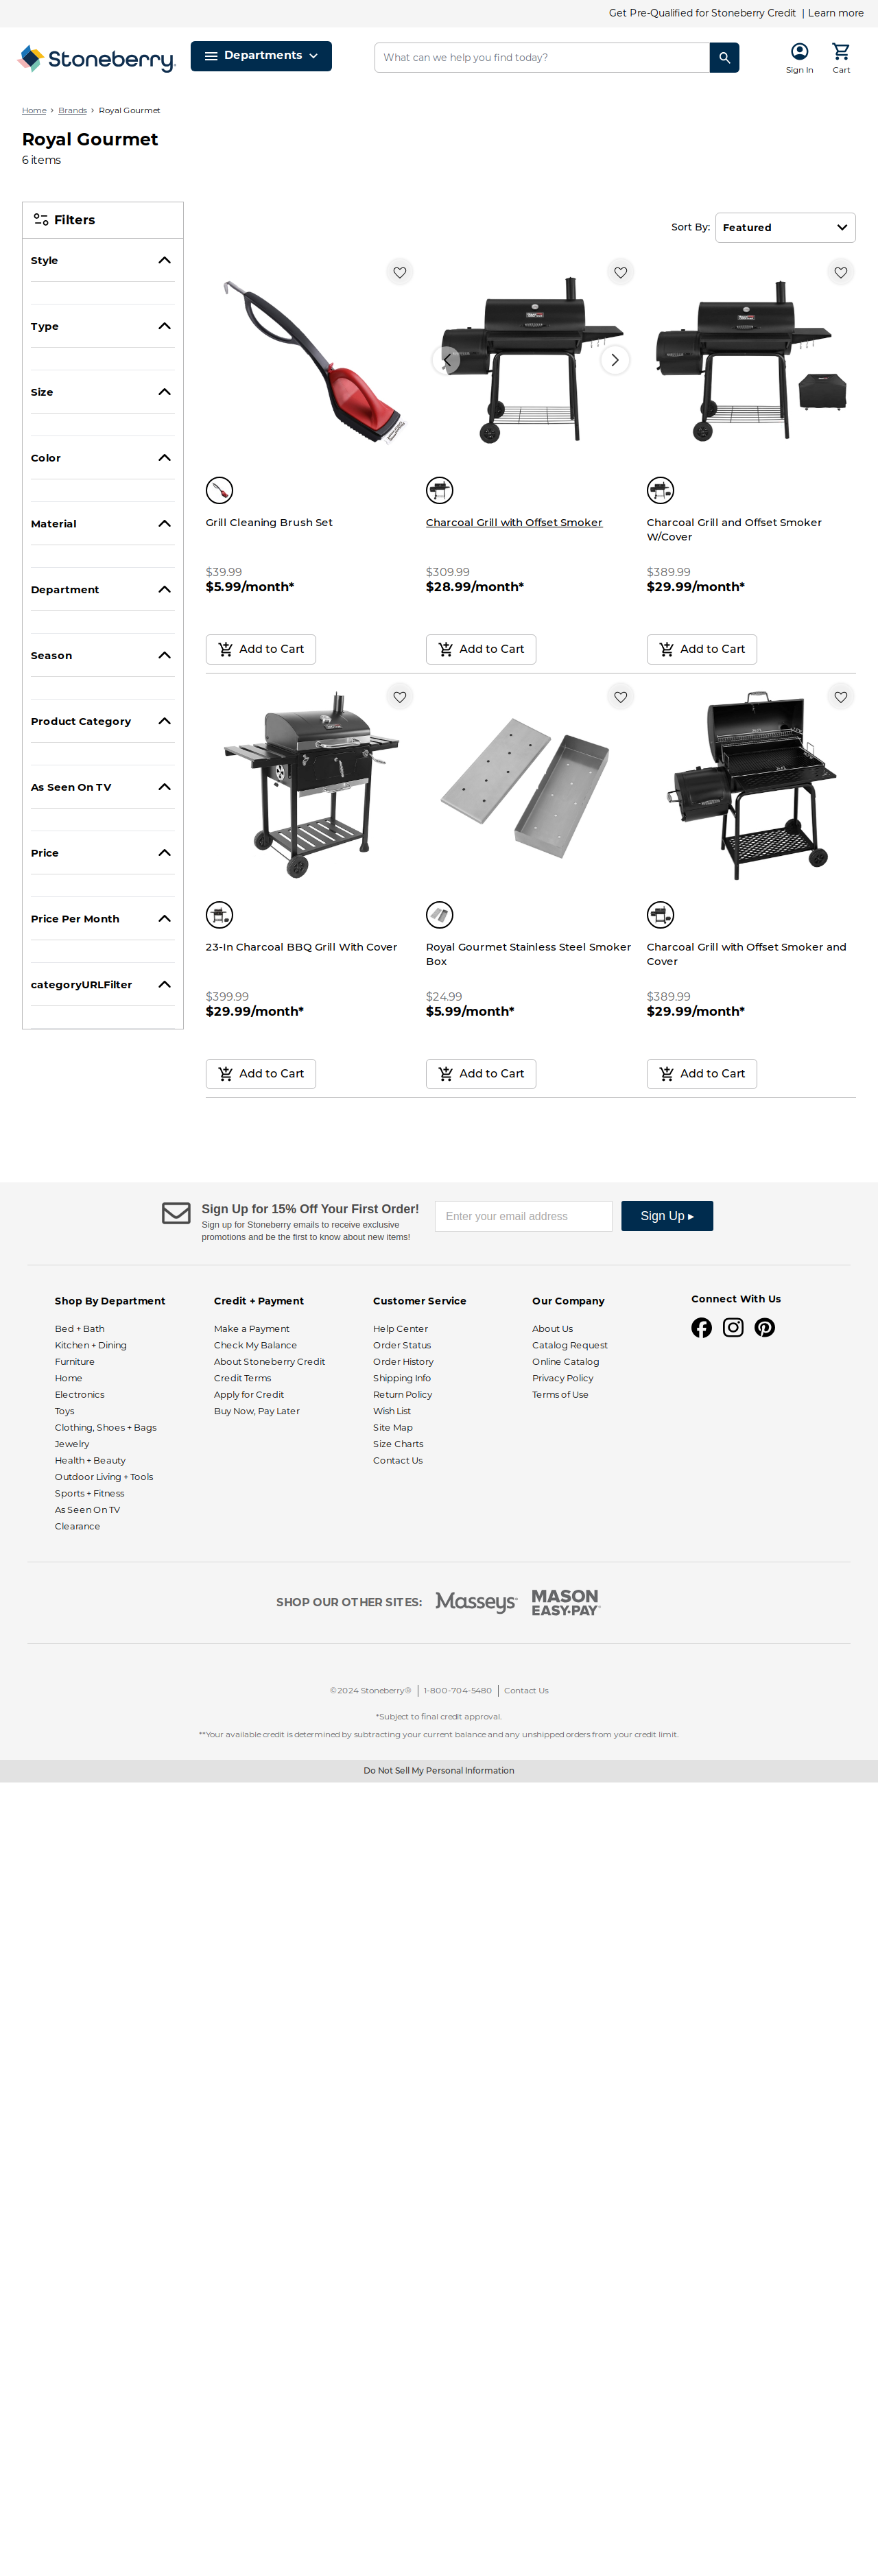 Get Pre-Qualified for Stoneberry Credit | Learn more
Stoneberry
Departments
What can we help you find today?
Sign In
Cart
Home › Brands › Royal Gourmet
Royal Gourmet
6 items
Filters
Style
Type
Size
Color
Material
Department
Season
Product Category
As Seen On TV
Price
Price Per Month
categoryURLFilter
Sort By:
Featured
Grill Cleaning Brush Set
$39.99
$5.99/month*
Add to Cart
Charcoal Grill with Offset Smoker
$309.99
$28.99/month*
Add to Cart
Charcoal Grill and Offset Smoker
W/Cover
$389.99
$29.99/month*
Add to Cart
23-In Charcoal BBQ Grill With Cover
$399.99
$29.99/month*
Add to Cart
Royal Gourmet Stainless Steel Smoker
Box
$24.99
$5.99/month*
Add to Cart
Charcoal Grill with Offset Smoker and
Cover
$389.99
$29.99/month*
Add to Cart
Sign Up for 15% Off Your First Order!
Sign up for Stoneberry emails to receive exclusive
promotions and be the first to know about new items!
Enter your email address
Sign Up ▸
Shop By Department
Bed + Bath
Kitchen + Dining
Furniture
Home
Electronics
Toys
Clothing, Shoes + Bags
Jewelry
Health + Beauty
Outdoor Living + Tools
Sports + Fitness
As Seen On TV
Clearance
Credit + Payment
Make a Payment
Check My Balance
About Stoneberry Credit
Credit Terms
Apply for Credit
Buy Now, Pay Later
Customer Service
Help Center
Order Status
Order History
Shipping Info
Return Policy
Wish List
Site Map
Size Charts
Contact Us
Our Company
About Us
Catalog Request
Online Catalog
Privacy Policy
Terms of Use
Connect With Us
SHOP OUR OTHER SITES:
Masseys
MASON
EASY·PAY
©2024 Stoneberry® | 1-800-704-5480 | Contact Us
*Subject to final credit approval.
**Your available credit is determined by subtracting your current balance and any unshipped orders from your credit limit.
Do Not Sell My Personal Information